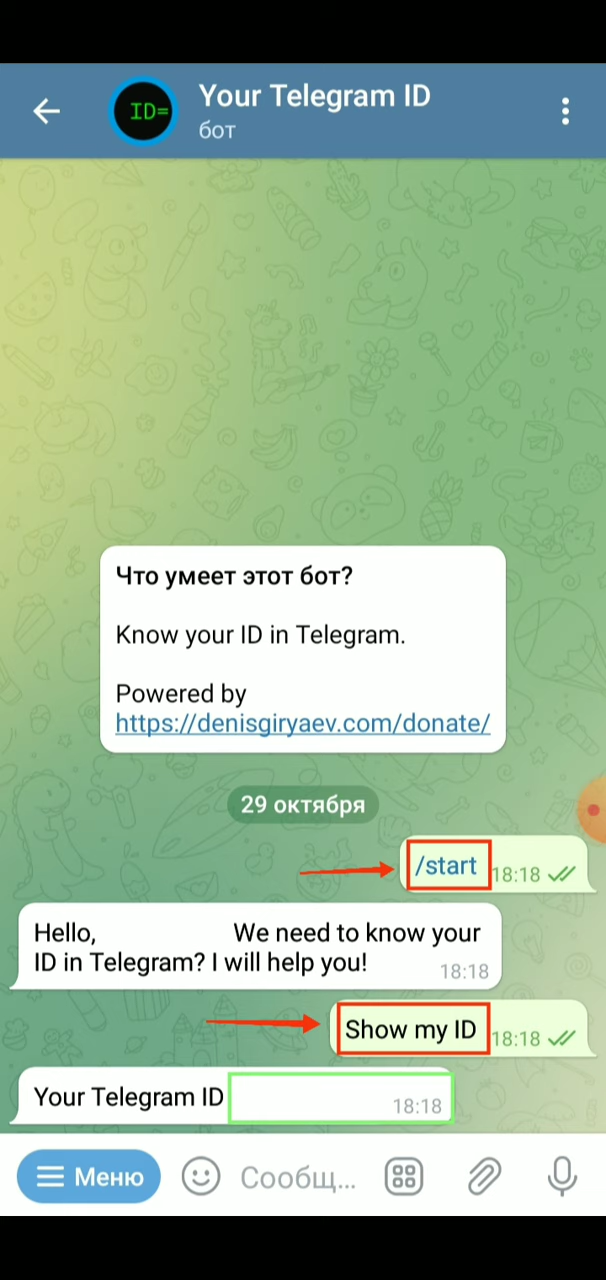 ID=
Your Telegram ID
бот
Что умеет этот бот?
Know your ID in Telegram.
Powered by
https://denisgiryaev.com/donate/
29 октября
/start 18:18
Hello, We need to know your
ID in Telegram? I will help you!
18:18
Show my ID 18:18
Your Telegram ID 18:18
Меню Сообщ...